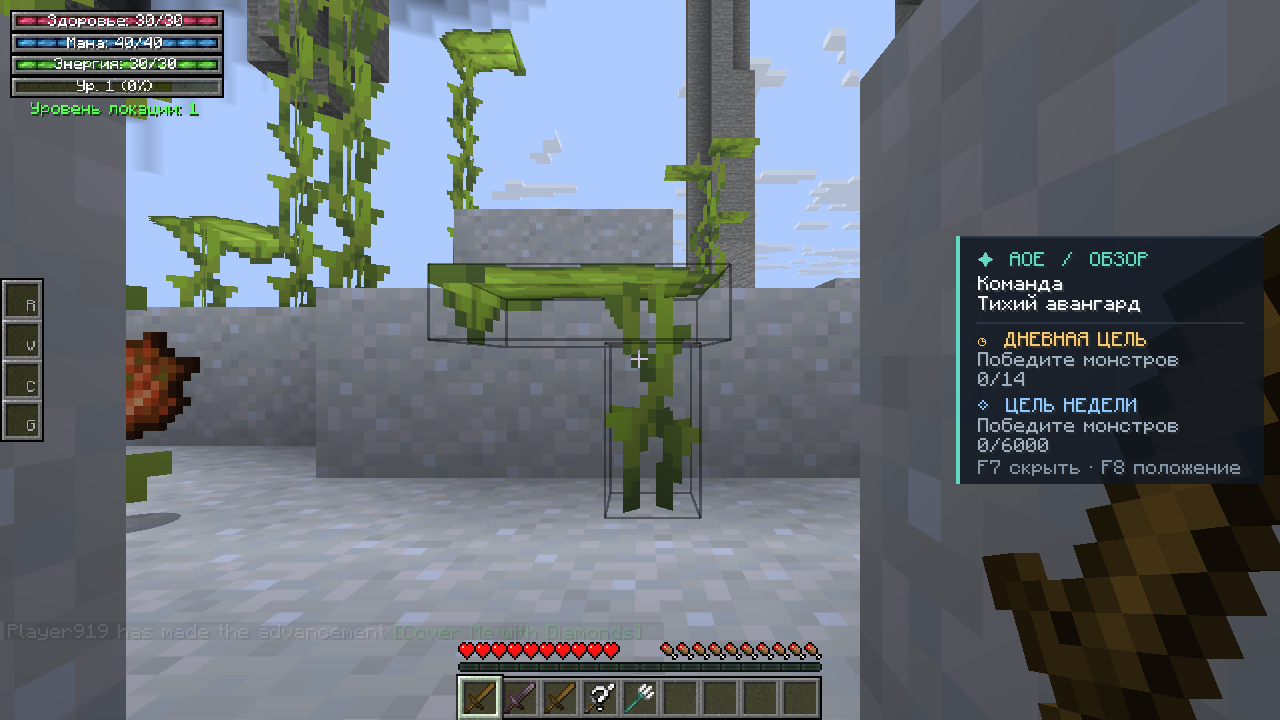 Здоровье: 30/30
Мана: 40/40
Энергия: 30/30
Ур. 1 (0%)
Уровень локации: 1
R
V
C
G
AOE / ОБЗОР
Команда
Тихий авангард
ДНЕВНАЯ ЦЕЛЬ
Победите монстров
0/14
ЦЕЛЬ НЕДЕЛИ
Победите монстров
0/6000
F7 скрыть · F8 положение
Player919 has made the advancement [Cover Me with Diamonds]